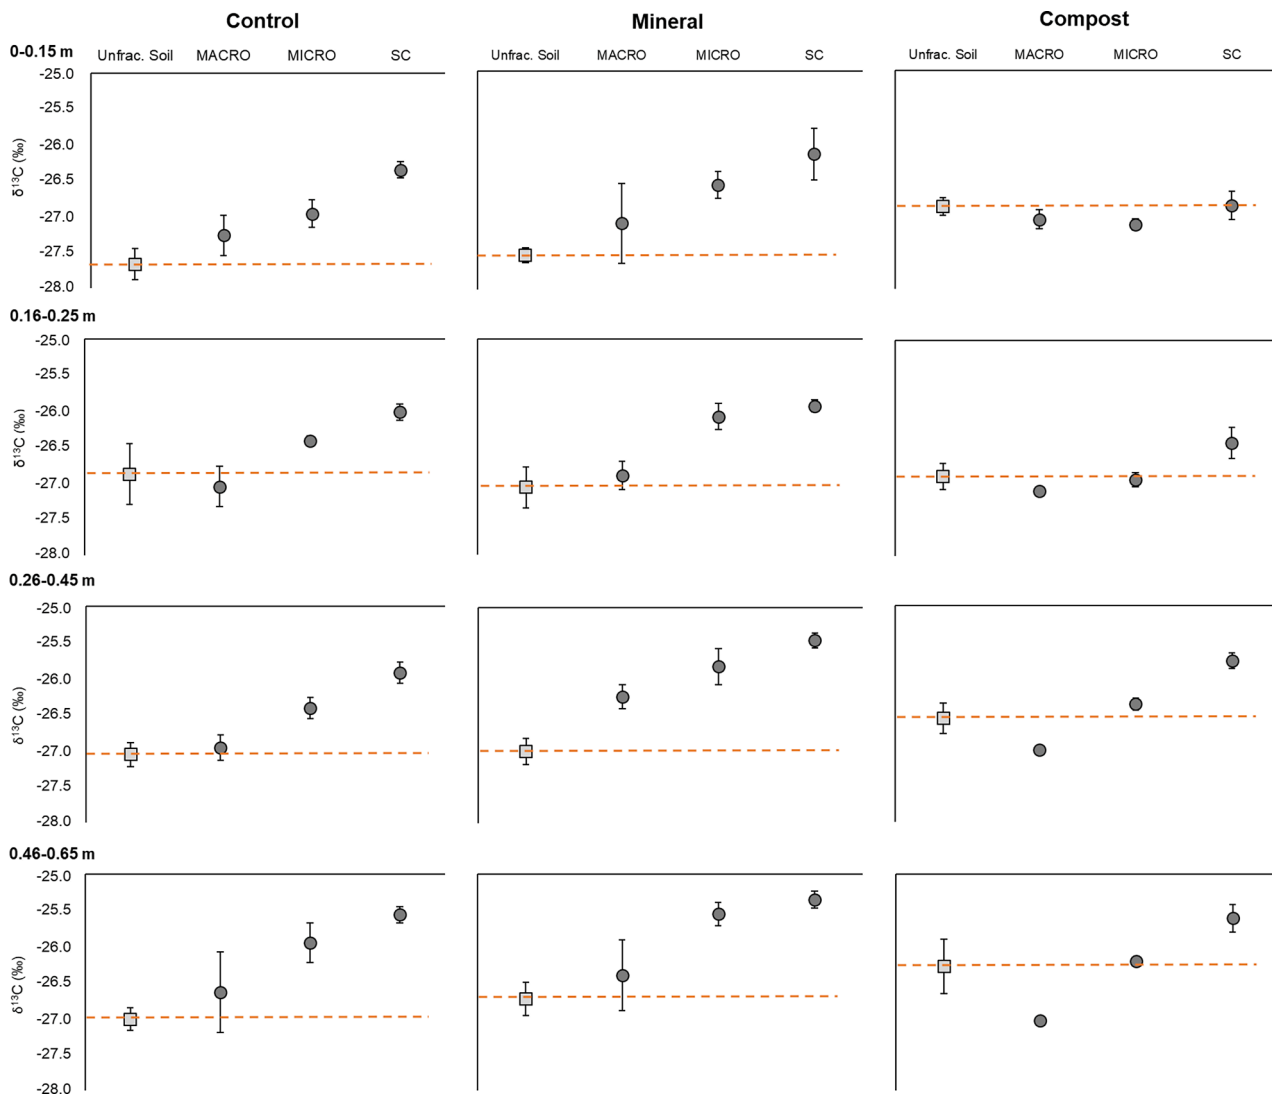 Control Mineral Compost
0-0.15 m
Unfrac. Soil MACRO MICRO SC Unfrac. Soil MACRO MICRO SC Unfrac. Soil MACRO MICRO SC
-25.0
-25.5
-26.0
-26.5
-27.0
-27.5
-28.0
δ¹³C (‰)
0.16-0.25 m
-25.0
-25.5
-26.0
-26.5
-27.0
-27.5
-28.0
δ¹³C (‰)
0.26-0.45 m
-25.0
-25.5
-26.0
-26.5
-27.0
-27.5
-28.0
δ¹³C (‰)
0.46-0.65 m
-25.0
-25.5
-26.0
-26.5
-27.0
-27.5
-28.0
δ¹³C (‰)